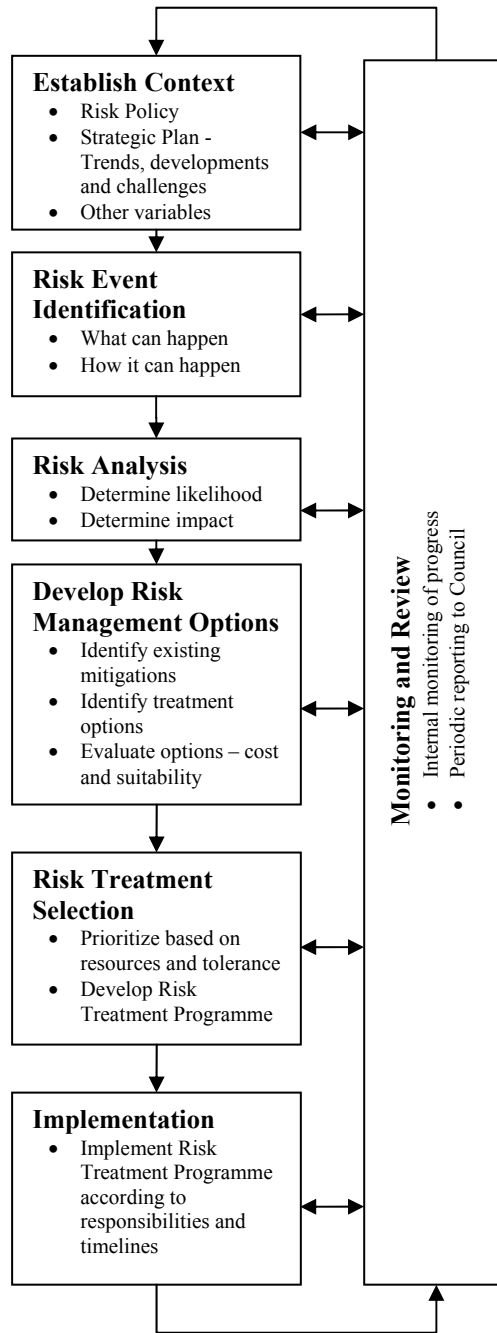 Establish Context
• Risk Policy
• Strategic Plan -
Trends, developments
and challenges
• Other variables
Risk Event
Identification
• What can happen
• How it can happen
Risk Analysis
• Determine likelihood
• Determine impact
Develop Risk
Management Options
• Identify existing
mitigations
• Identify treatment
options
• Evaluate options – cost
and suitability
Risk Treatment
Selection
• Prioritize based on
resources and tolerance
• Develop Risk
Treatment Programme
Implementation
• Implement Risk
Treatment Programme
according to
responsibilities and
timelines
Monitoring and Review
• Internal monitoring of progress
• Periodic reporting to Council